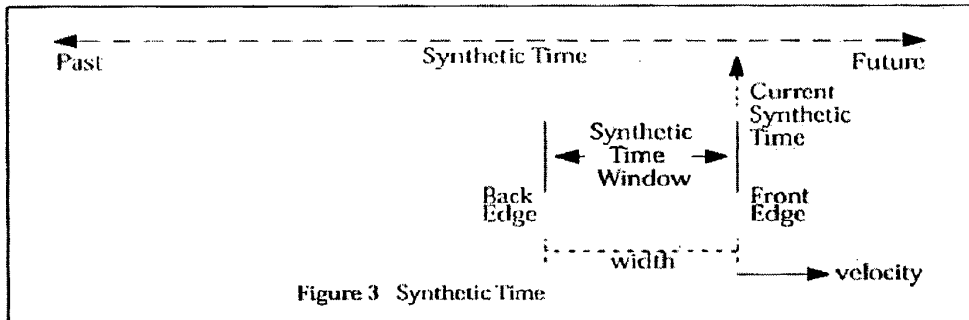 Synthetic Time
Past
Future
Current
Synthetic
Time
Synthetic
Time
Window
Back
Edge
Front
Edge
width
velocity
Figure 3 Synthetic Time